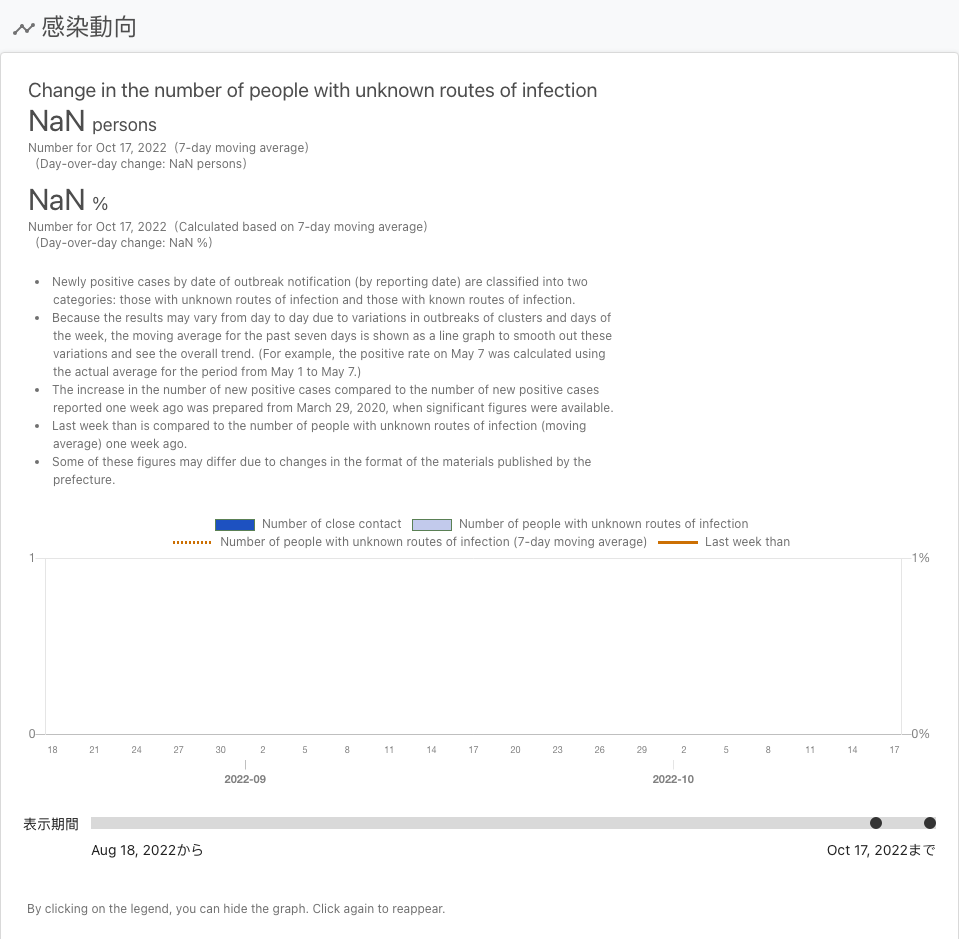 感染動向
Change in the number of people with unknown routes of infection
NaN persons
Number for Oct 17, 2022（7-day moving average）
（Day-over-day change: NaN persons）
NaN %
Number for Oct 17, 2022（Calculated based on 7-day moving average）
（Day-over-day change: NaN %）
• Newly positive cases by date of outbreak notification (by reporting date) are classified into two
categories: those with unknown routes of infection and those with known routes of infection.
• Because the results may vary from day to day due to variations in outbreaks of clusters and days of
the week, the moving average for the past seven days is shown as a line graph to smooth out these
variations and see the overall trend. (For example, the positive rate on May 7 was calculated using
the actual average for the period from May 1 to May 7.)
• The increase in the number of new positive cases compared to the number of new positive cases
reported one week ago was prepared from March 29, 2020, when significant figures were available.
• Last week than is compared to the number of people with unknown routes of infection (moving
average) one week ago.
• Some of these figures may differ due to changes in the format of the materials published by the
prefecture.
Number of close contact Number of people with unknown routes of infection
Number of people with unknown routes of infection (7-day moving average) Last week than
1 1%
0 0%
18 21 24 27 30 2 5 8 11 14 17 20 23 26 29 2 5 8 11 14 17
2022-09 2022-10
表示期間
Aug 18, 2022から Oct 17, 2022まで
By clicking on the legend, you can hide the graph. Click again to reappear.